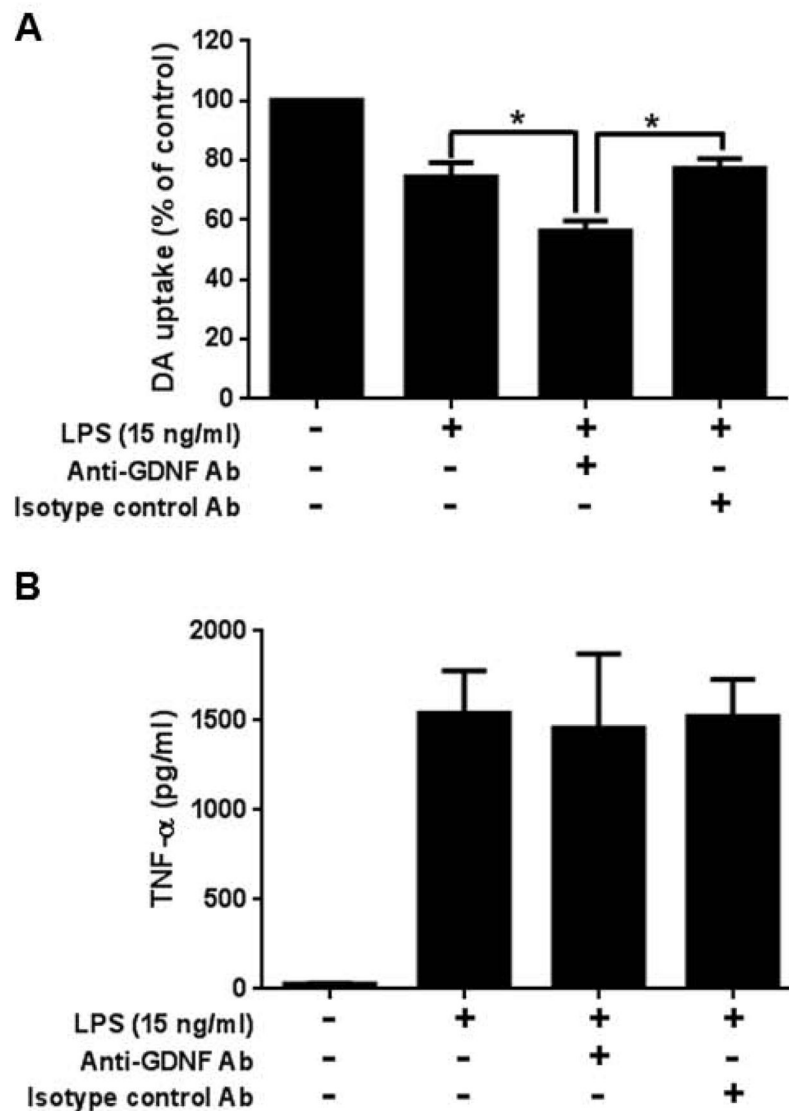 A
120
100
80
60
40
20
0
DA uptake (% of control)
* *
LPS (15 ng/ml) - + + +
Anti-GDNF Ab - - + -
Isotype control Ab - - - +
B
2000
1500
1000
500
0
TNF-α (pg/ml)
LPS (15 ng/ml) - + + +
Anti-GDNF Ab - - + -
Isotype control Ab - - - +